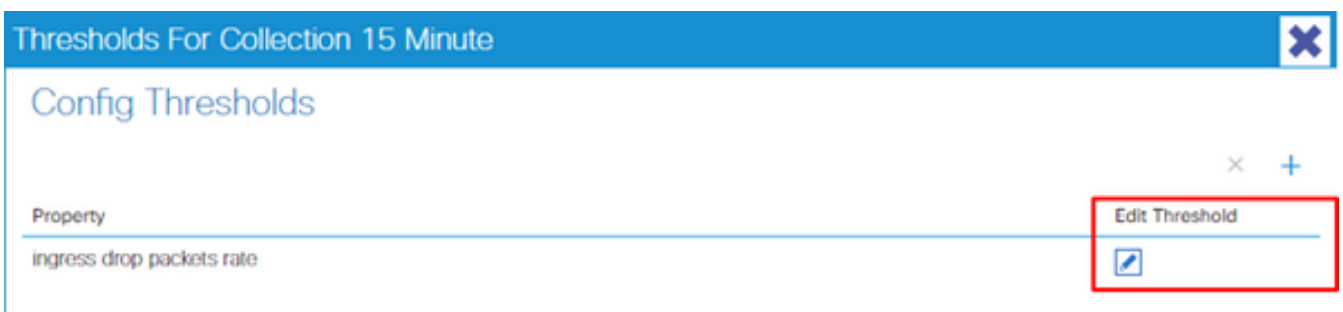 Thresholds For Collection 15 Minute
Config Thresholds
Property Edit Threshold
ingress drop packets rate